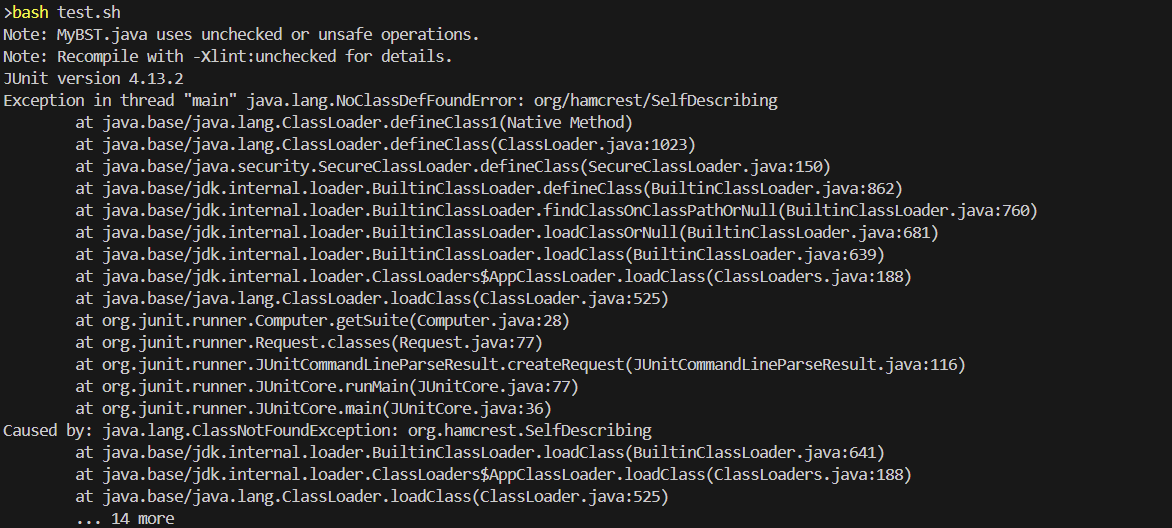 >bash test.sh
Note: MyBST.java uses unchecked or unsafe operations.
Note: Recompile with -Xlint:unchecked for details.
JUnit version 4.13.2
Exception in thread "main" java.lang.NoClassDefFoundError: org/hamcrest/SelfDescribing
        at java.base/java.lang.ClassLoader.defineClass1(Native Method)
        at java.base/java.lang.ClassLoader.defineClass(ClassLoader.java:1023)
        at java.base/java.security.SecureClassLoader.defineClass(SecureClassLoader.java:150)
        at java.base/jdk.internal.loader.BuiltinClassLoader.defineClass(BuiltinClassLoader.java:862)
        at java.base/jdk.internal.loader.BuiltinClassLoader.findClassOnClassPathOrNull(BuiltinClassLoader.java:760)
        at java.base/jdk.internal.loader.BuiltinClassLoader.loadClassOrNull(BuiltinClassLoader.java:681)
        at java.base/jdk.internal.loader.BuiltinClassLoader.loadClass(BuiltinClassLoader.java:639)
        at java.base/jdk.internal.loader.ClassLoaders$AppClassLoader.loadClass(ClassLoaders.java:188)
        at java.base/java.lang.ClassLoader.loadClass(ClassLoader.java:525)
        at org.junit.runner.Computer.getSuite(Computer.java:28)
        at org.junit.runner.Request.classes(Request.java:77)
        at org.junit.runner.JUnitCommandLineParseResult.createRequest(JUnitCommandLineParseResult.java:116)
        at org.junit.runner.JUnitCore.runMain(JUnitCore.java:77)
        at org.junit.runner.JUnitCore.main(JUnitCore.java:36)
Caused by: java.lang.ClassNotFoundException: org.hamcrest.SelfDescribing
        at java.base/jdk.internal.loader.BuiltinClassLoader.loadClass(BuiltinClassLoader.java:641)
        at java.base/jdk.internal.loader.ClassLoaders$AppClassLoader.loadClass(ClassLoaders.java:188)
        at java.base/java.lang.ClassLoader.loadClass(ClassLoader.java:525)
        ... 14 more